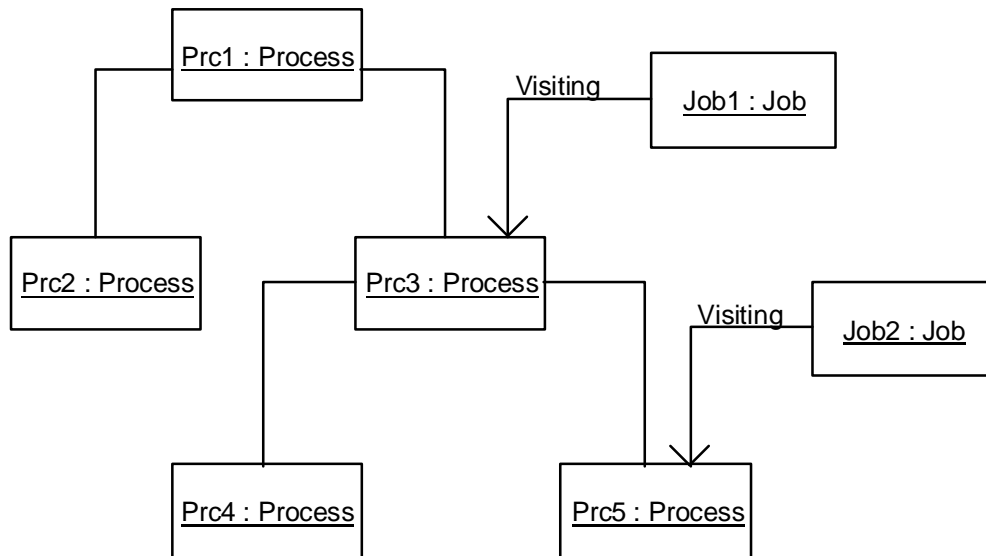 Prc1 : Process
Visiting
Job1 : Job
Prc2 : Process
Prc3 : Process
Visiting
Job2 : Job
Prc4 : Process
Prc5 : Process